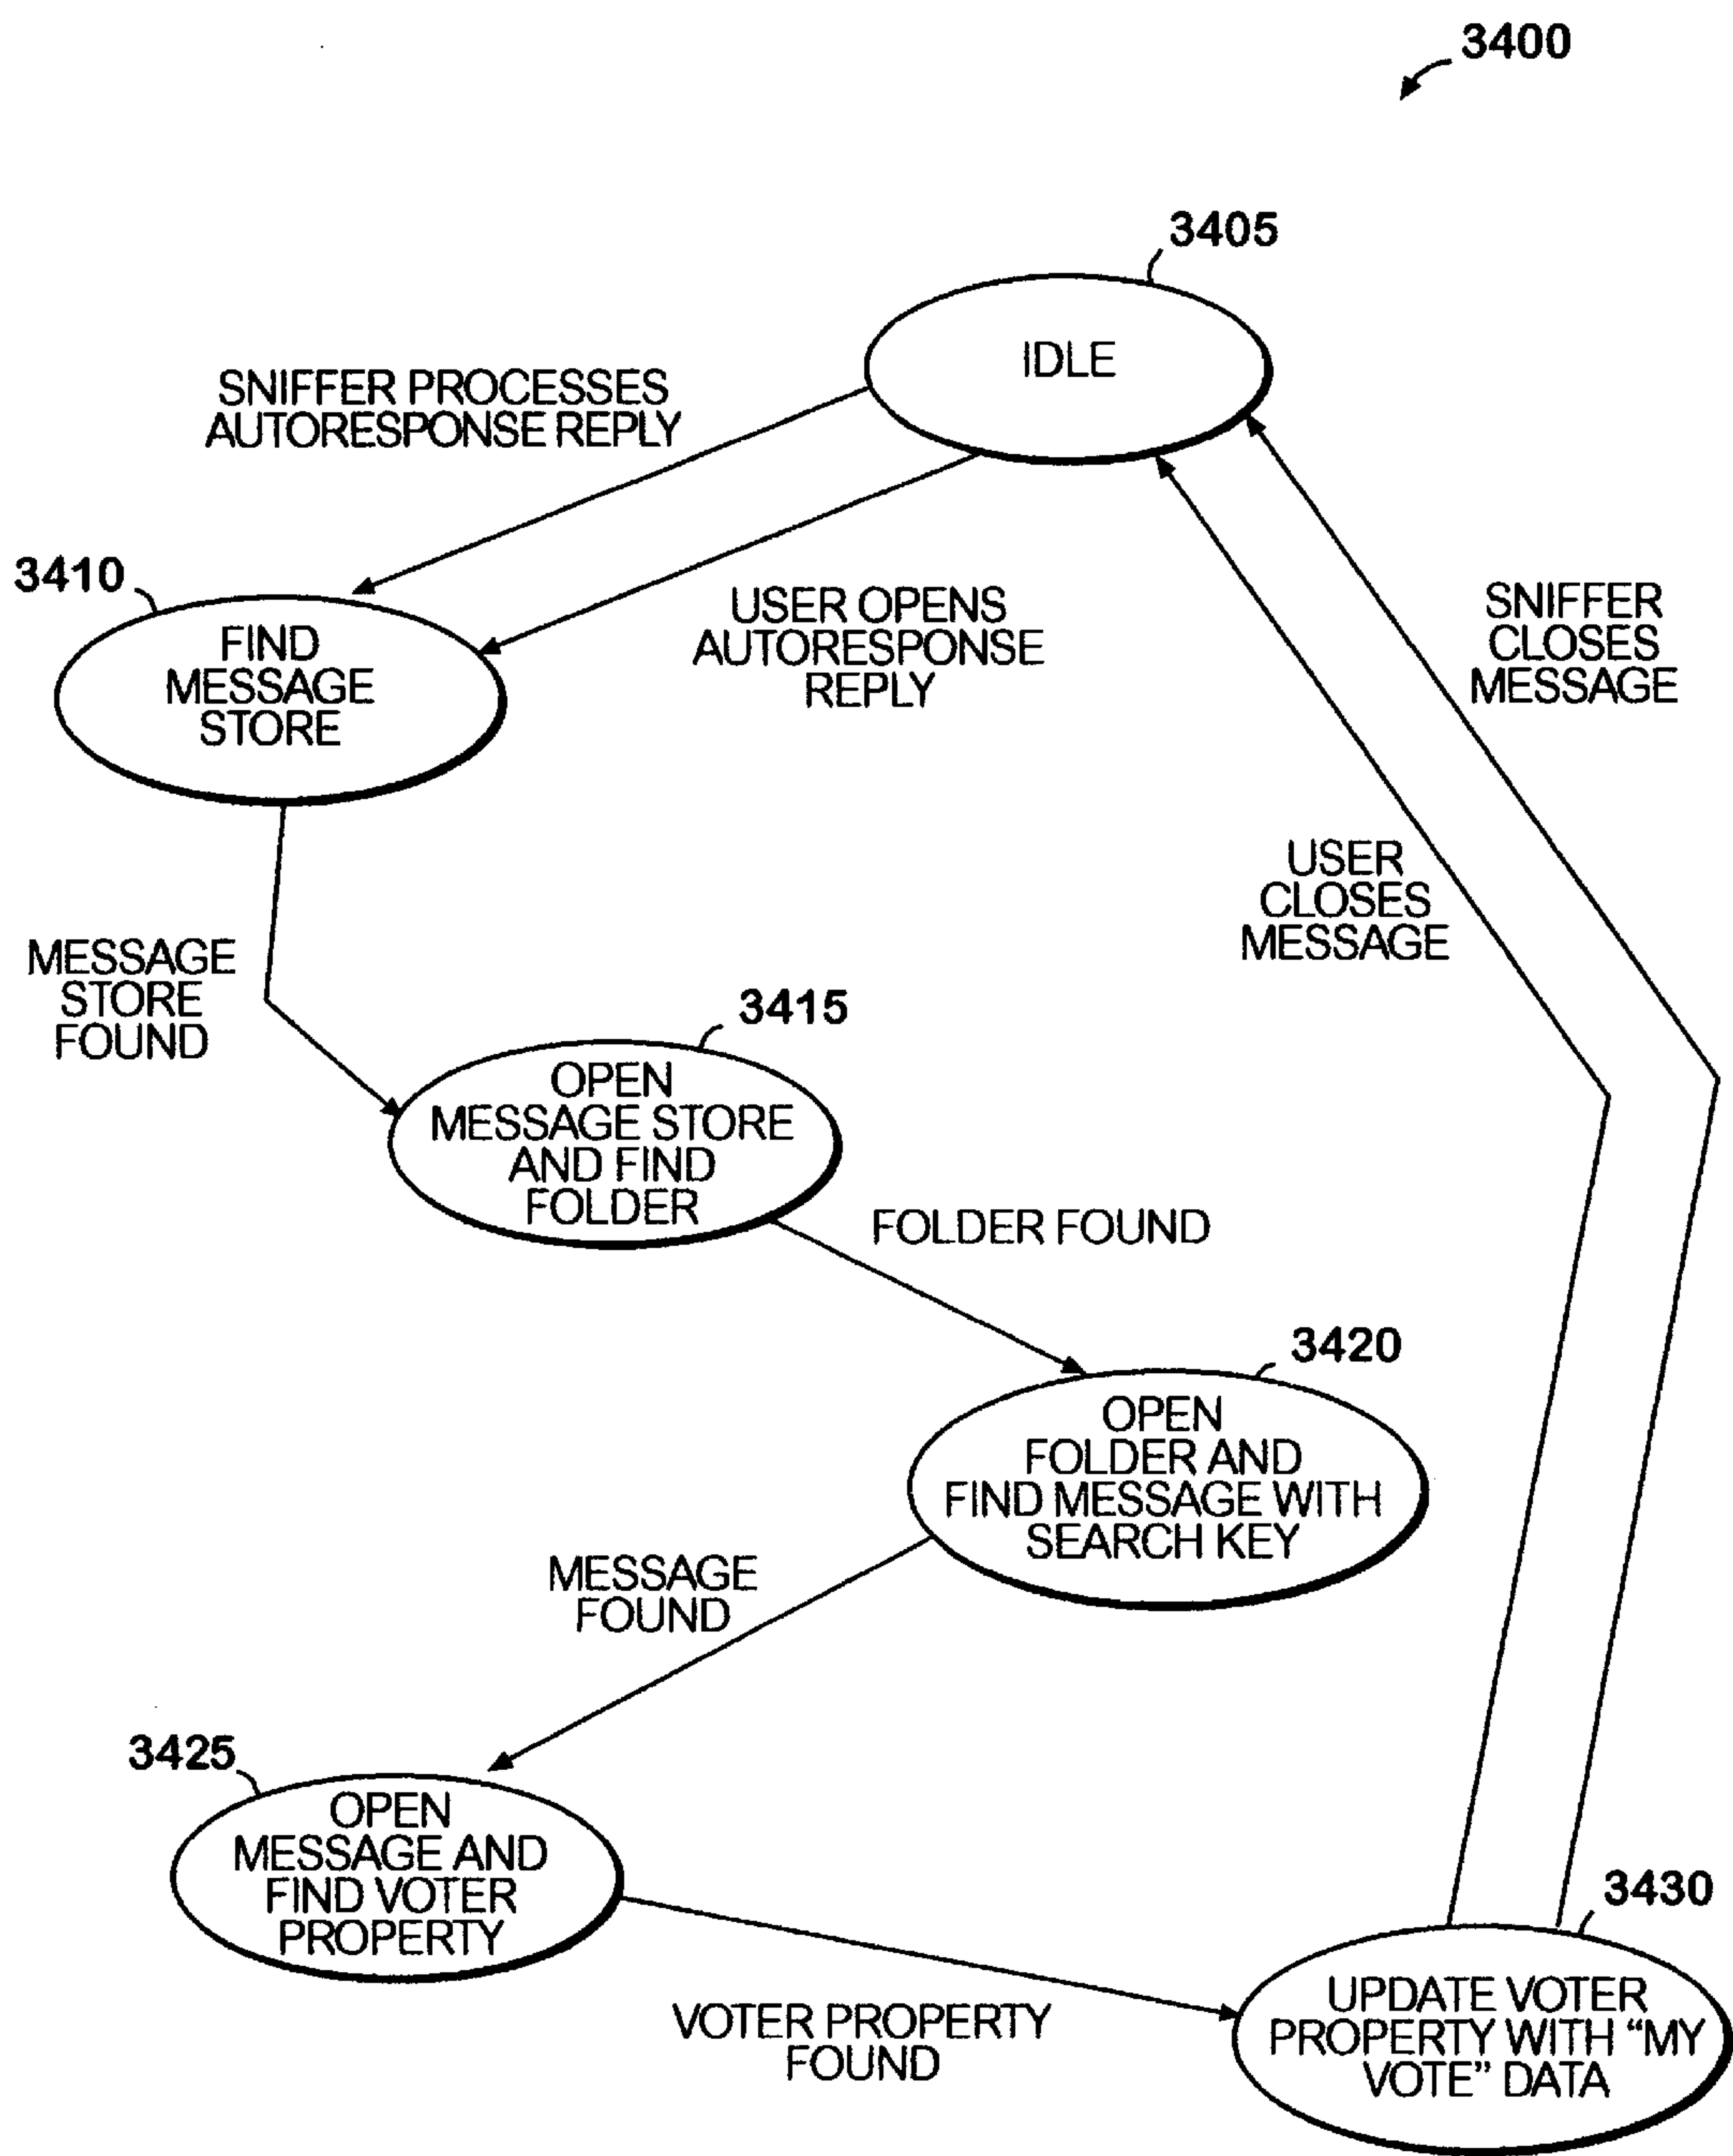 3400
3405
IDLE
SNIFFER PROCESSES
AUTORESPONSE REPLY
3410
FIND
MESSAGE
STORE
USER OPENS
AUTORESPONSE
REPLY
SNIFFER
CLOSES
MESSAGE
USER
CLOSES
MESSAGE
MESSAGE
STORE
FOUND
3415
OPEN
MESSAGE STORE
AND FIND
FOLDER
FOLDER FOUND
3420
OPEN
FOLDER AND
FIND MESSAGE WITH
SEARCH KEY
MESSAGE
FOUND
3425
OPEN
MESSAGE AND
FIND VOTER
PROPERTY
VOTER PROPERTY
FOUND
3430
UPDATE VOTER
PROPERTY WITH “MY
VOTE” DATA